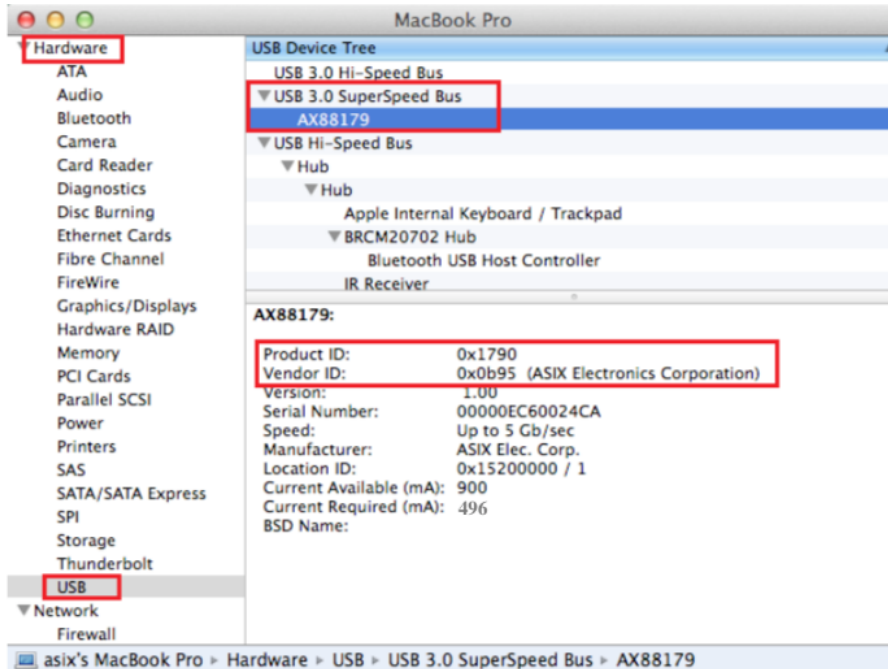 MacBook Pro
Hardware
ATA
Audio
Bluetooth
Camera
Card Reader
Diagnostics
Disc Burning
Ethernet Cards
Fibre Channel
FireWire
Graphics/Displays
Hardware RAID
Memory
PCI Cards
Parallel SCSI
Power
Printers
SAS
SATA/SATA Express
SPI
Storage
Thunderbolt
USB
Network
Firewall
USB Device Tree
USB 3.0 Hi-Speed Bus
USB 3.0 SuperSpeed Bus
AX88179
USB Hi-Speed Bus
Hub
Hub
Apple Internal Keyboard / Trackpad
BRCM20702 Hub
Bluetooth USB Host Controller
IR Receiver
AX88179:
Product ID: 0x1790
Vendor ID: 0x0b95 (ASIX Electronics Corporation)
Version: 1.00
Serial Number: 00000EC60024CA
Speed: Up to 5 Gb/sec
Manufacturer: ASIX Elec. Corp.
Location ID: 0x15200000 / 1
Current Available (mA): 900
Current Required (mA): 496
BSD Name:
asix's MacBook Pro ▸ Hardware ▸ USB ▸ USB 3.0 SuperSpeed Bus ▸ AX88179